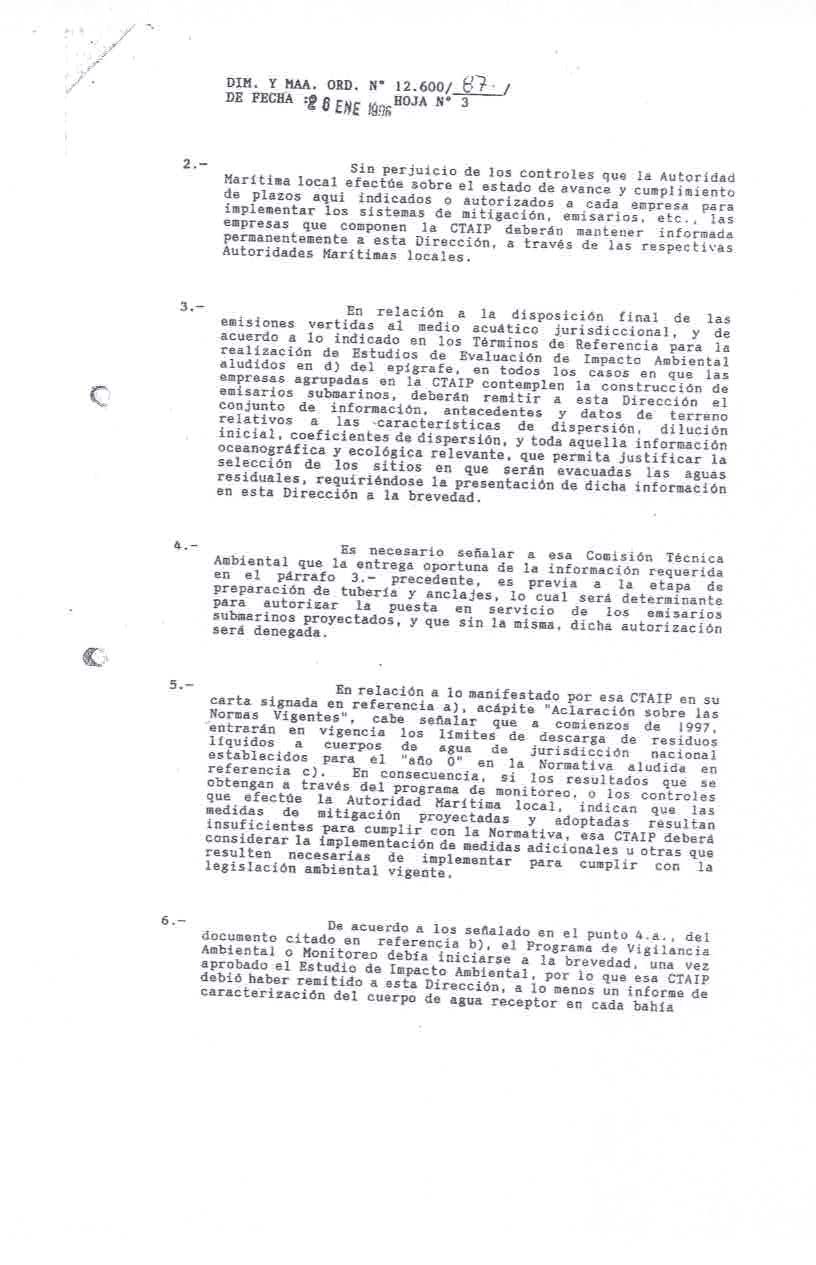 DIM. Y MAA. ORD. N° 12.600/ 87. /
DE FECHA : 26 ENE 1996 HOJA N° 3
2.- Sin perjuicio de los controles que la Autoridad
Marítima local efectúe sobre el estado de avance y cumplimiento
de plazos aqui indicados o autorizados a cada empresa para
implementar los sistemas de mitigación, emisarios, etc., las
empresas que componen la CTAIP deberán mantener informada
permanentemente a esta Dirección, a través de las respectivas
Autoridades Marítimas locales.
3.- En relación a la disposición final de las
emisiones vertidas al medio acuático jurisdiccional, y de
acuerdo a lo indicado en los Términos de Referencia para la
realización de Estudios de Evaluación de Impacto Ambiental
aludidos en d) del epígrafe, en todos los casos en que las
empresas agrupadas en la CTAIP contemplen la construcción de
emisarios submarinos, deberán remitir a esta Dirección el
conjunto de información, antecedentes y datos de terreno
relativos a las características de dispersión, dilución
inicial, coeficientes de dispersión, y toda aquella información
oceanográfica y ecológica relevante, que permita justificar la
selección de los sitios en que serán evacuadas las aguas
residuales, requiriéndose la presentación de dicha información
en esta Dirección a la brevedad.
4.- Es necesario señalar a esa Comisión Técnica
Ambiental que la entrega oportuna de la información requerida
en el párrafo 3.- precedente, es previa a la etapa de
preparación de tubería y anclajes, lo cual será determinante
para autorizar la puesta en servicio de los emisarios
submarinos proyectados, y que sin la misma, dicha autorización
será denegada.
5.- En relación a lo manifestado por esa CTAIP en su
carta signada en referencia a), acápite "Aclaración sobre las
Normas Vigentes", cabe señalar que a comienzos de 1997,
entrarán en vigencia los límites de descarga de residuos
líquidos a cuerpos de agua de jurisdicción nacional
establecidos para el "año 0" en la Normativa aludida en
referencia c). En consecuencia, si los resultados que se
obtengan a través del programa de monitoreo, o los controles
que efectúe la Autoridad Marítima local, indican que las
medidas de mitigación proyectadas y adoptadas resultan
insuficientes para cumplir con la Normativa, esa CTAIP deberá
considerar la implementación de medidas adicionales u otras que
resulten necesarias de implementar para cumplir con la
legislación ambiental vigente.
6.- De acuerdo a los señalado en el punto 4.a., del
documento citado en referencia b), el Programa de Vigilancia
Ambiental o Monitoreo debía iniciarse a la brevedad, una vez
aprobado el Estudio de Impacto Ambiental, por lo que esa CTAIP
debió haber remitido a esta Dirección, a lo menos un informe de
caracterización del cuerpo de agua receptor en cada bahía